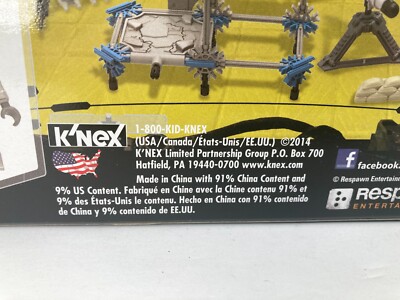 K'NEX
1-800-KID-KNEX
(USA/Canada/États-Unis/EE.UU.) ©2014
K'NEX Limited Partnership Group P.O. BOX 700
Hatfield, PA 19440-0700 www.knex.com
Made in China with 91% China Content and
9% US Content. Fabriqué en Chine avec la Chine contenu 91% et
9% des États-Unis le contenu. Hecho en China con 91% contenido
de China y 9% contenido de EE.UU.
f facebook.
© Respawn Entertainm
Resp
ENTERTA